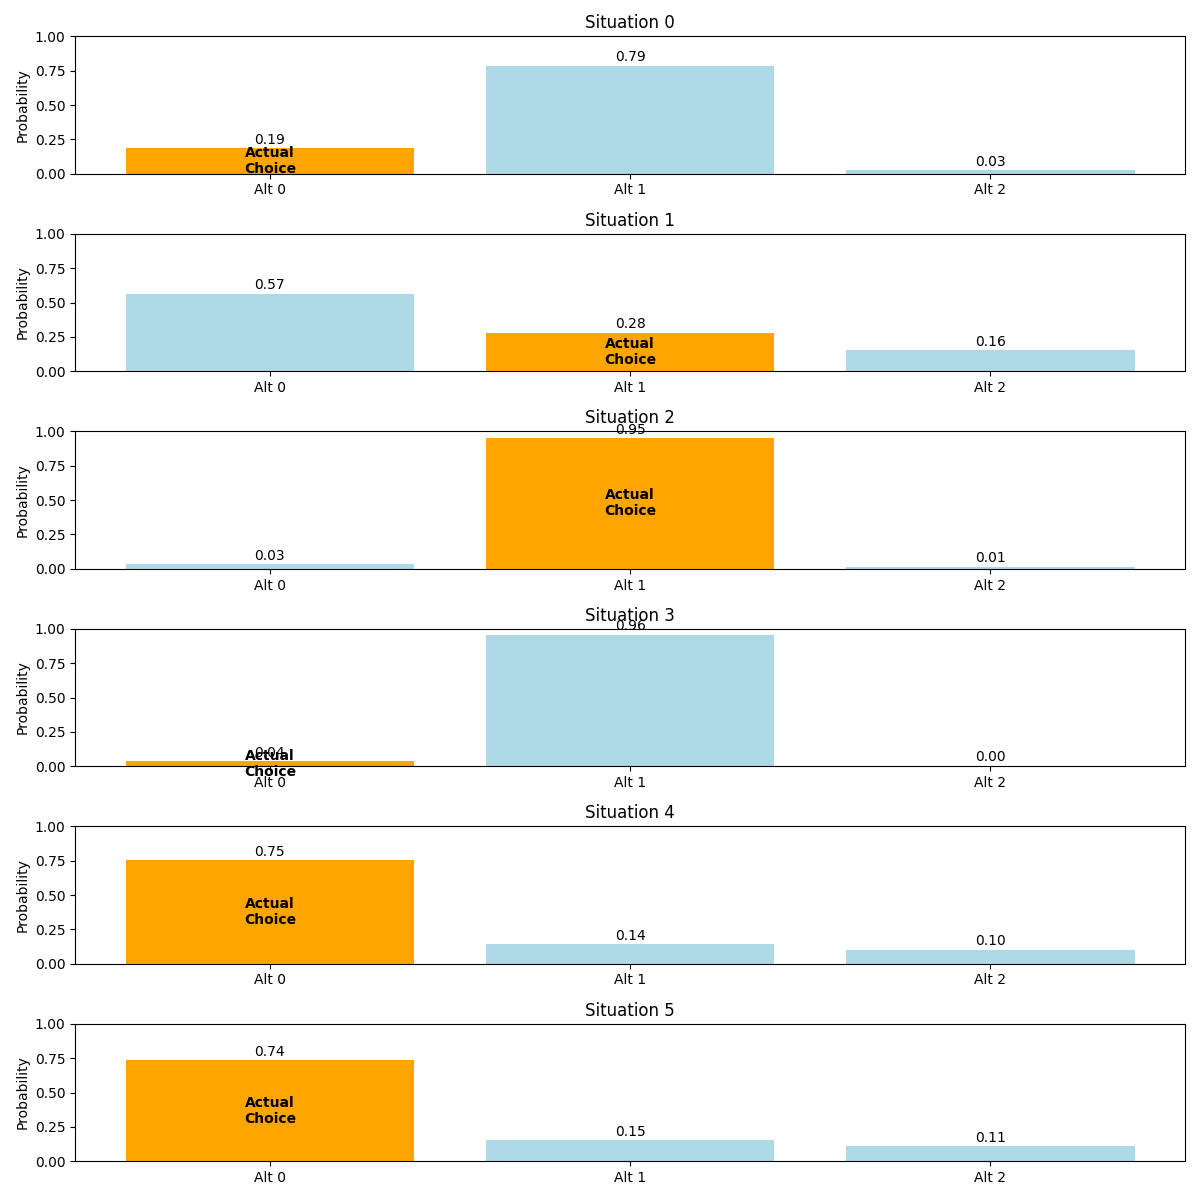 Situation 0
1.00
0.75
0.50
0.25
0.00
Probability
0.19
Actual
Choice
0.79
0.03
Alt 0
Alt 1
Alt 2
Situation 1
1.00
0.75
0.50
0.25
0.00
Probability
0.57
0.28
Actual
Choice
0.16
Alt 0
Alt 1
Alt 2
Situation 2
1.00
0.75
0.50
0.25
0.00
Probability
0.03
0.95
Actual
Choice
0.01
Alt 0
Alt 1
Alt 2
Situation 3
1.00
0.75
0.50
0.25
0.00
Probability
0.04
Actual
Choice
0.96
0.00
Alt 0
Alt 1
Alt 2
Situation 4
1.00
0.75
0.50
0.25
0.00
Probability
0.75
Actual
Choice
0.14
0.10
Alt 0
Alt 1
Alt 2
Situation 5
1.00
0.75
0.50
0.25
0.00
Probability
0.74
Actual
Choice
0.15
0.11
Alt 0
Alt 1
Alt 2